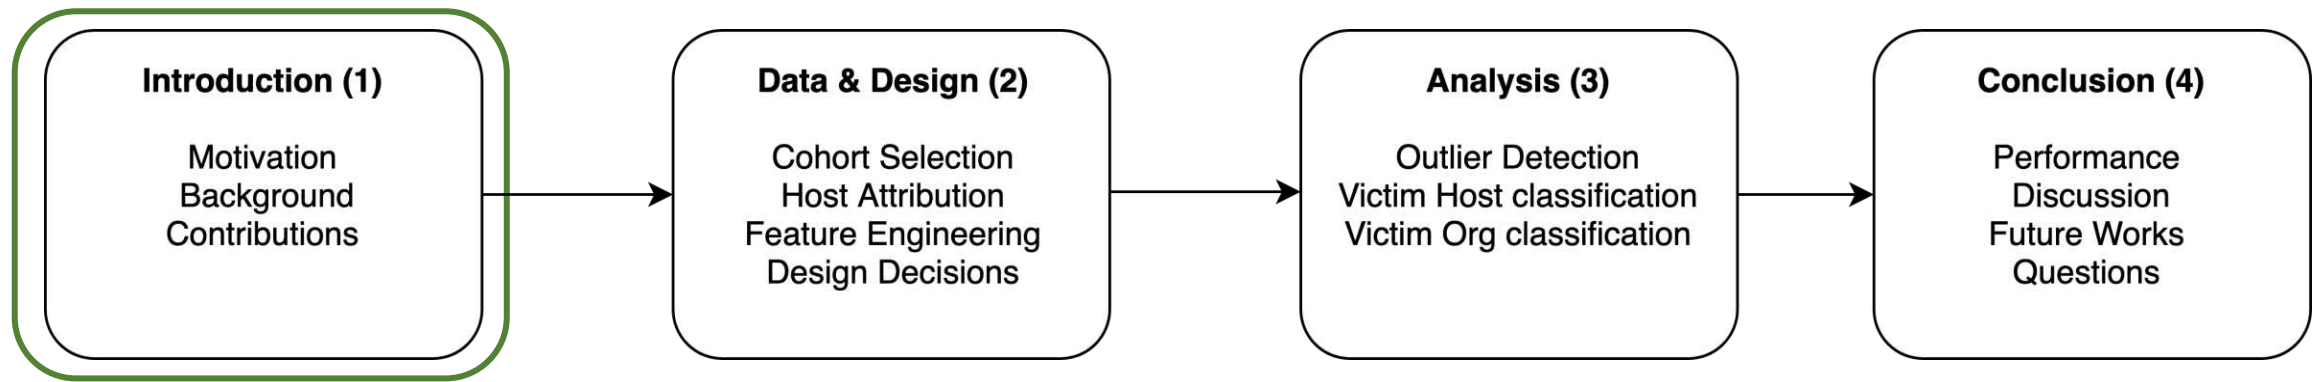 Introduction (1)
Motivation
Background
Contributions
Data & Design (2)
Cohort Selection
Host Attribution
Feature Engineering
Design Decisions
Analysis (3)
Outlier Detection
Victim Host classification
Victim Org classification
Conclusion (4)
Performance
Discussion
Future Works
Questions